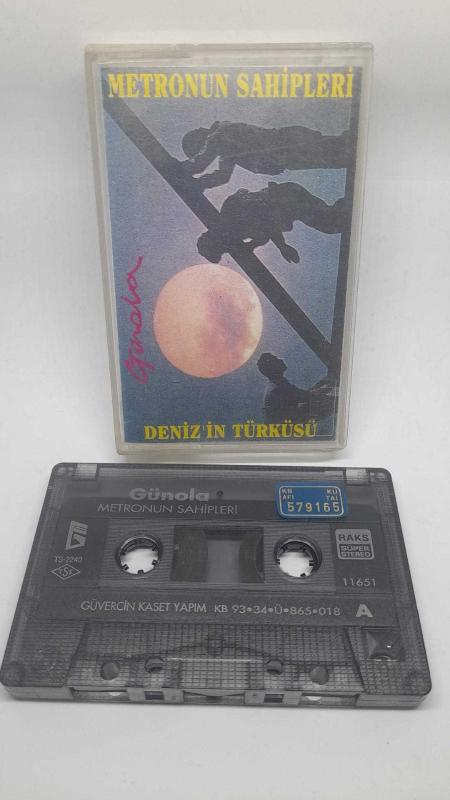 METRONUN SAHİPLERİ
Günola
DENİZ'İN TÜRKÜSÜ
Günola
METRONUN SAHİPLERİ
KB KÜ
AFI TAİ
579165
TS-2240
TSE
RAKS
SÜPER
STEREO
11651
GÜVERCİN KASET YAPIM KB 93•34•Ü•865•018 A